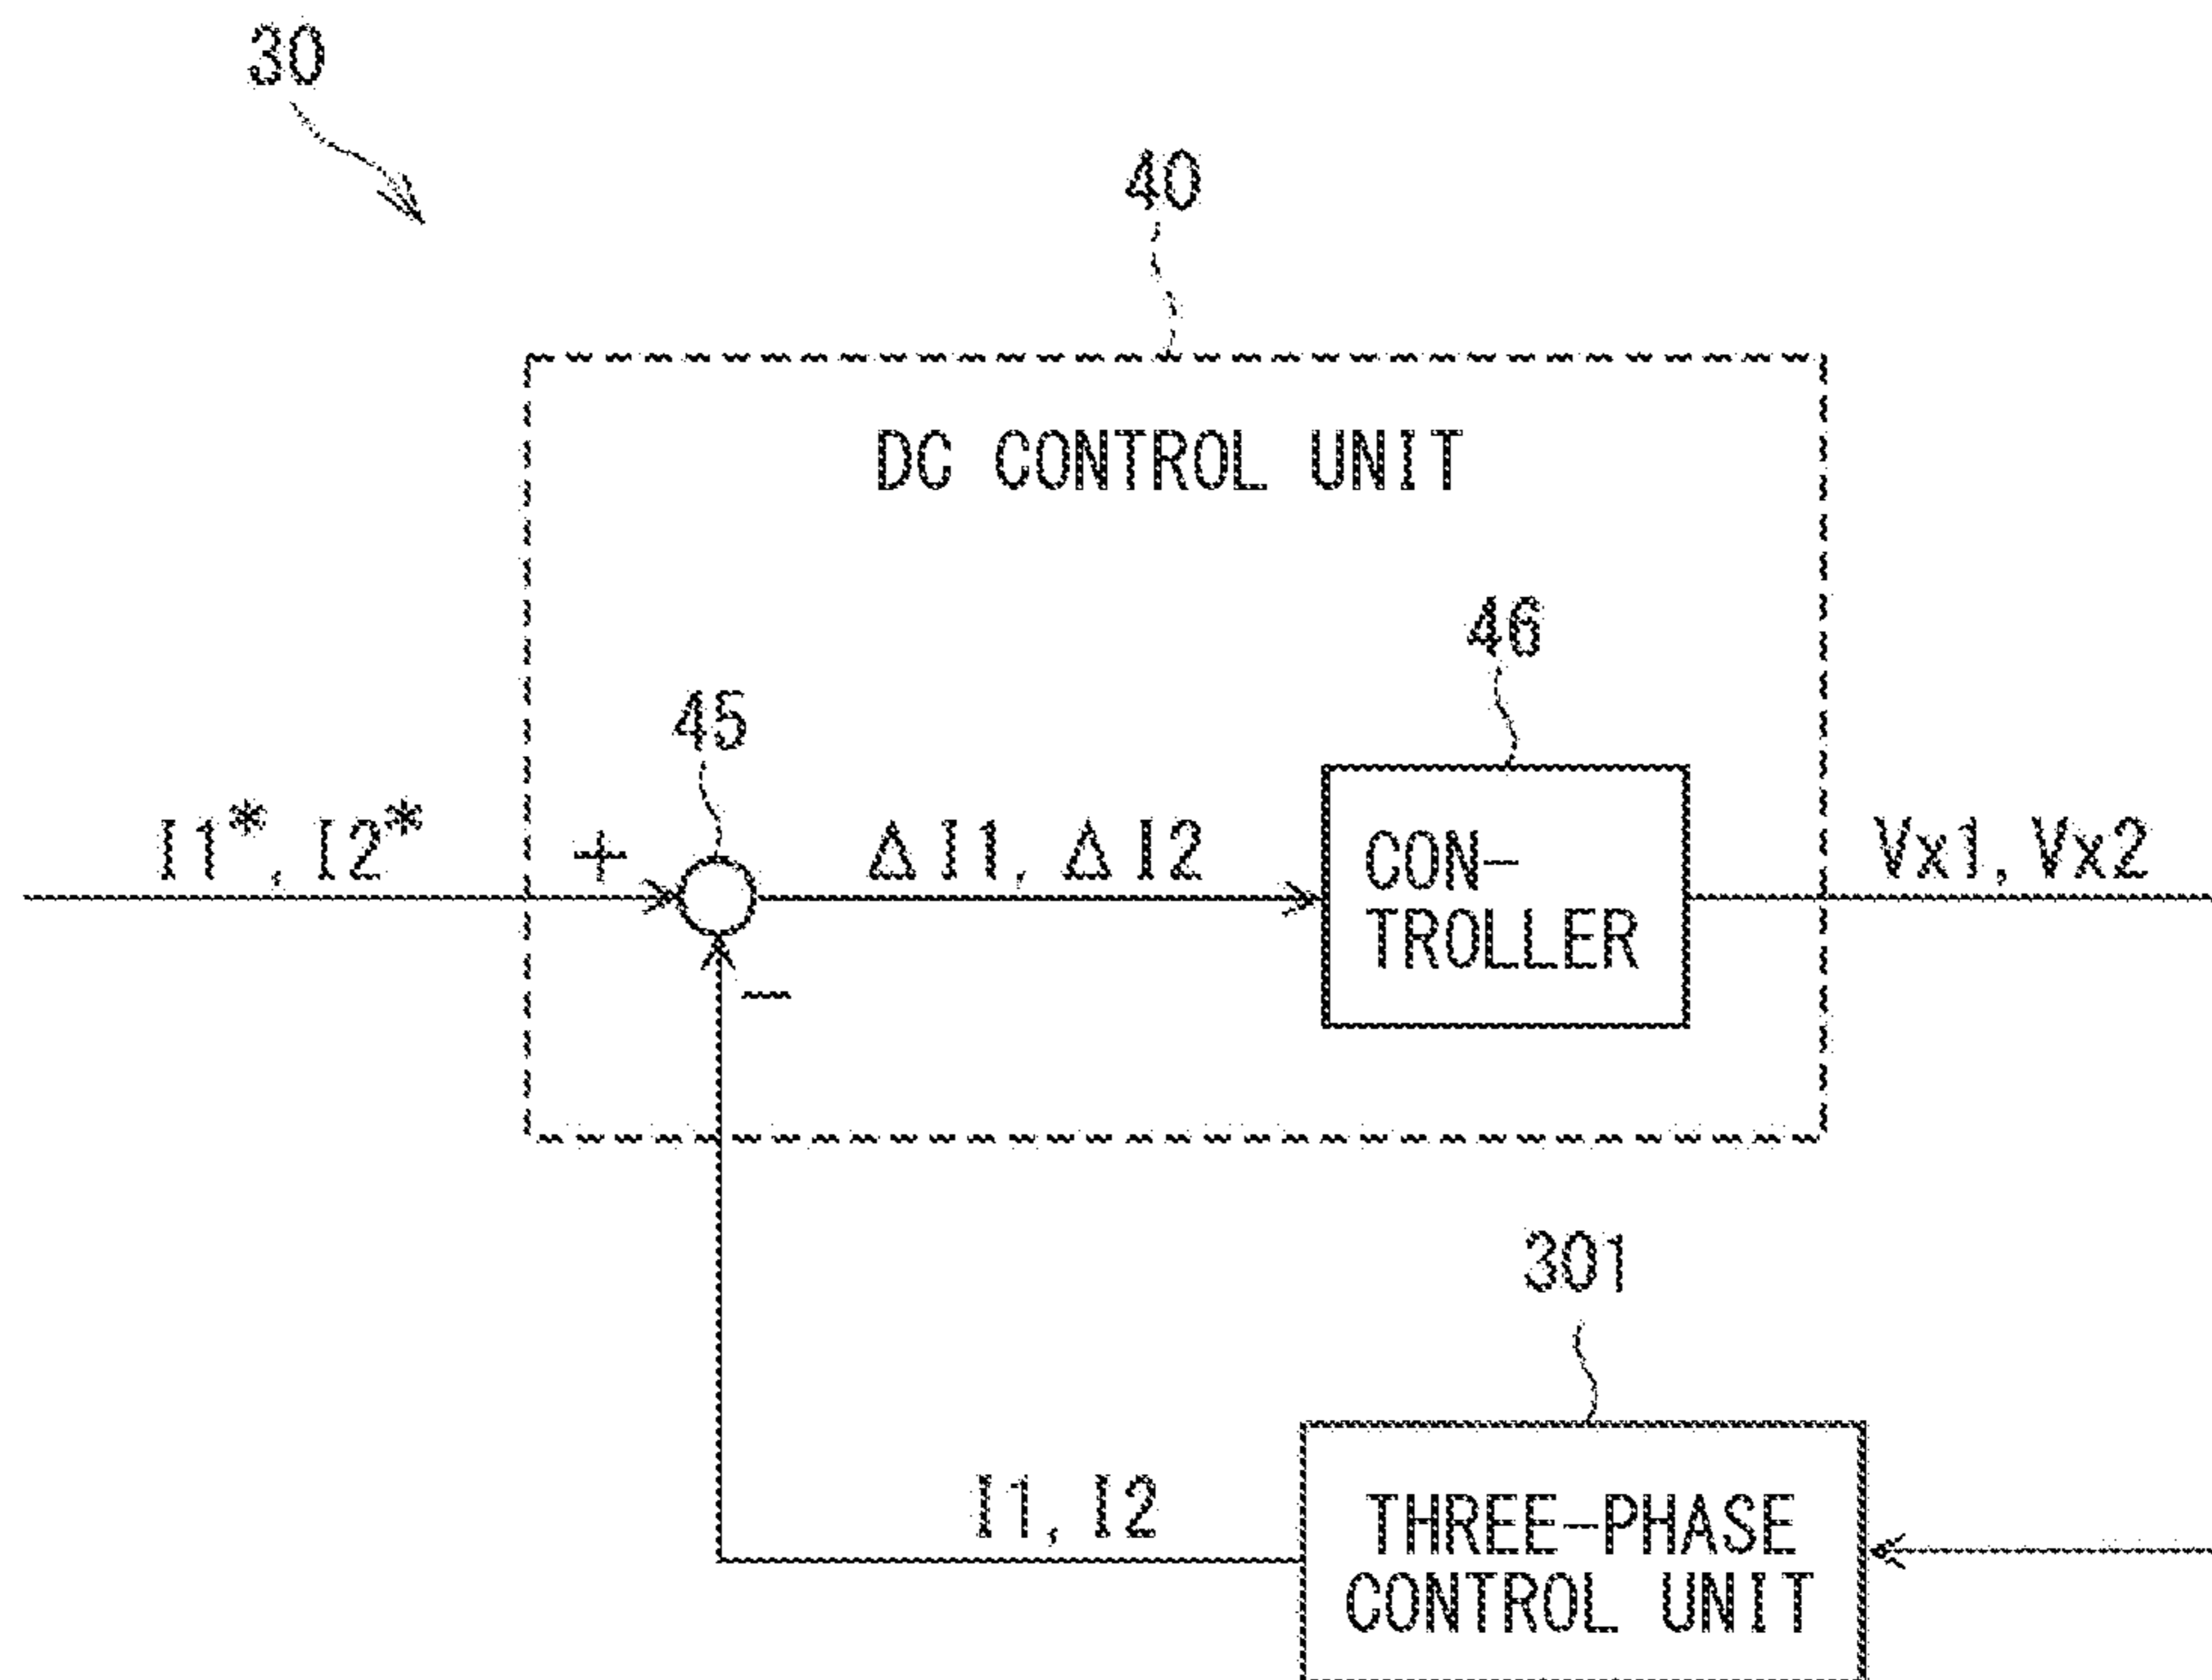 30
40
DC CONTROL UNIT
46
45
I1*, I2*
+
ΔI1, ΔI2
CON-
TROLLER
Vx1, Vx2
−
301
I1, I2
THREE-PHASE
CONTROL UNIT